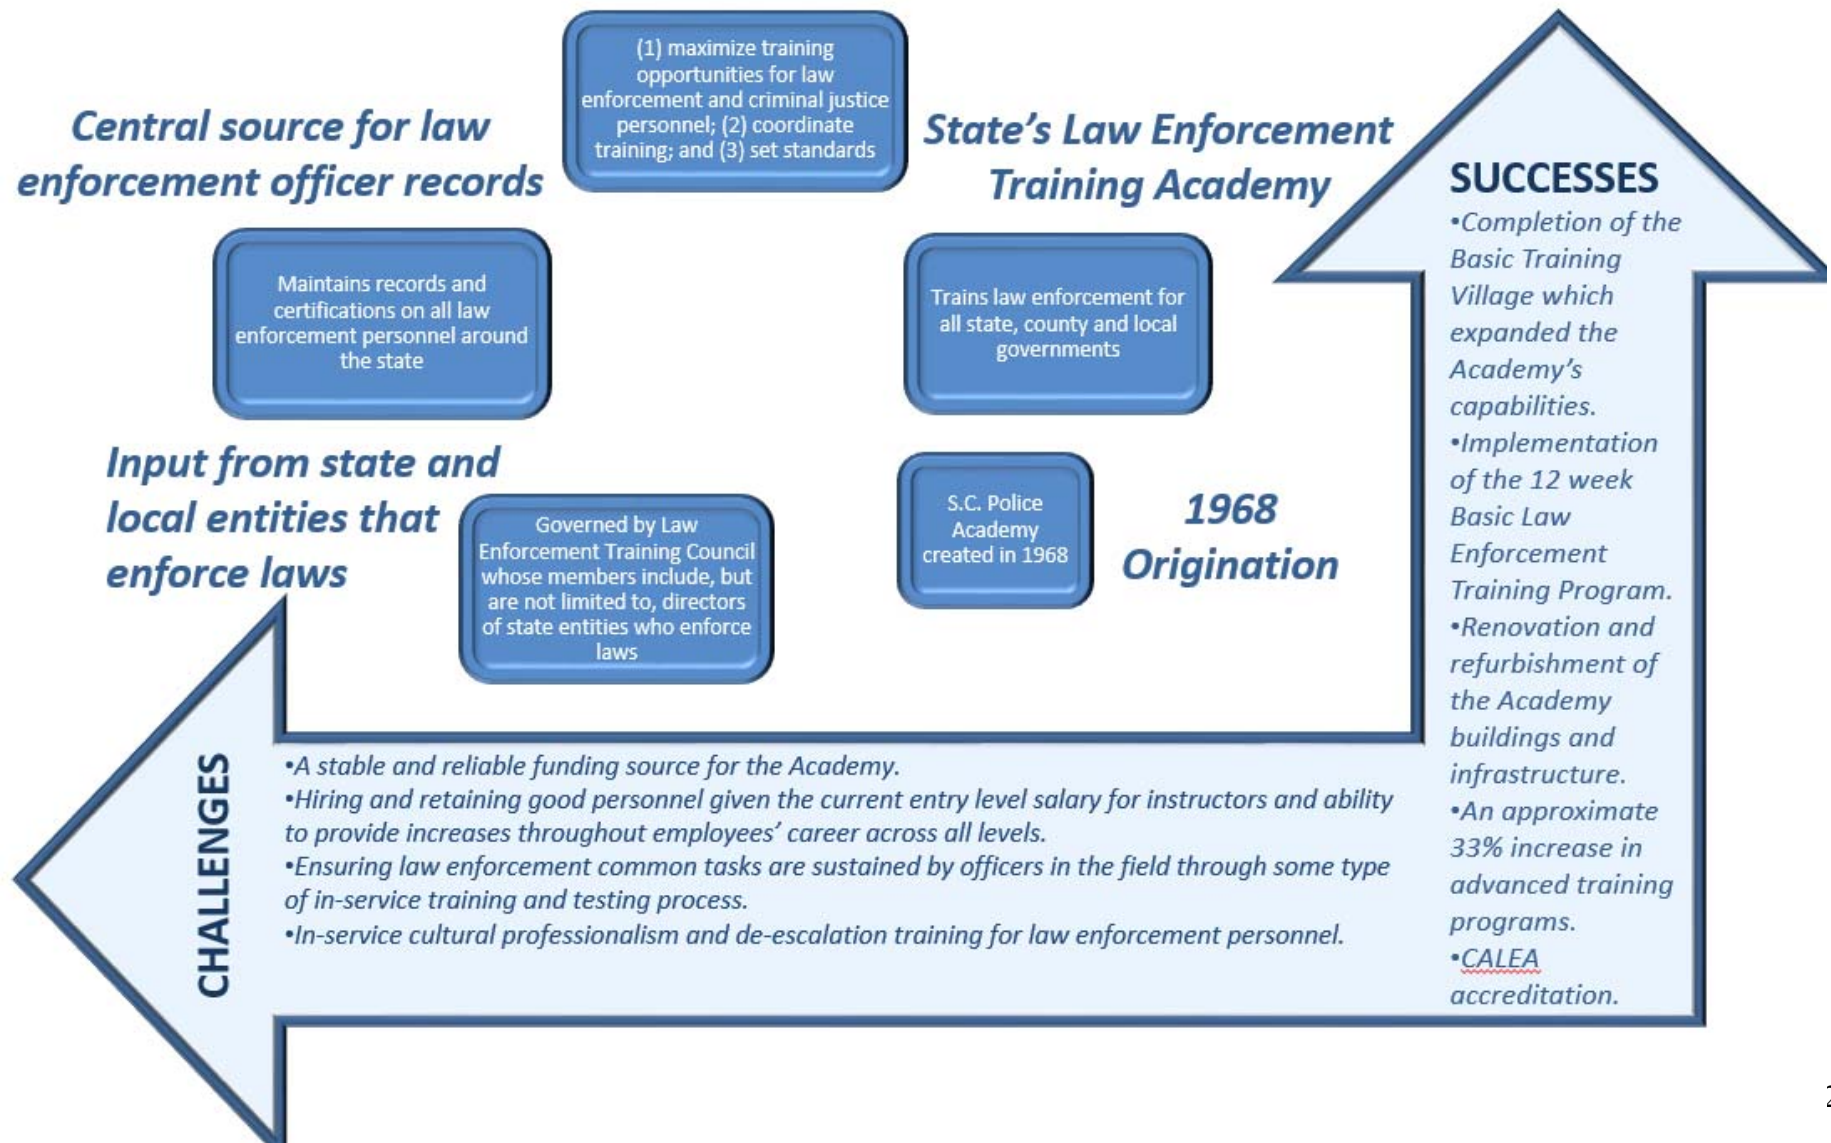 (1) maximize training
opportunities for law
enforcement and criminal justice
personnel; (2) coordinate
training; and (3) set standards
Central source for law
enforcement officer records
State’s Law Enforcement
Training Academy
Maintains records and
certifications on all law
enforcement personnel around
the state
Trains law enforcement for
all state, county and local
governments
Input from state and
local entities that
enforce laws
Governed by Law
Enforcement Training Council
whose members include, but
are not limited to, directors
of state entities who enforce
laws
S.C. Police
Academy
created in 1968
1968
Origination
SUCCESSES
•Completion of the
Basic Training
Village which
expanded the
Academy’s
capabilities.
•Implementation
of the 12 week
Basic Law
Enforcement
Training Program.
•Renovation and
refurbishment of
the Academy
buildings and
infrastructure.
•An approximate
33% increase in
advanced training
programs.
•CALEA
accreditation.
CHALLENGES
•A stable and reliable funding source for the Academy.
•Hiring and retaining good personnel given the current entry level salary for instructors and ability
to provide increases throughout employees’ career across all levels.
•Ensuring law enforcement common tasks are sustained by officers in the field through some type
of in-service training and testing process.
•In-service cultural professionalism and de-escalation training for law enforcement personnel.